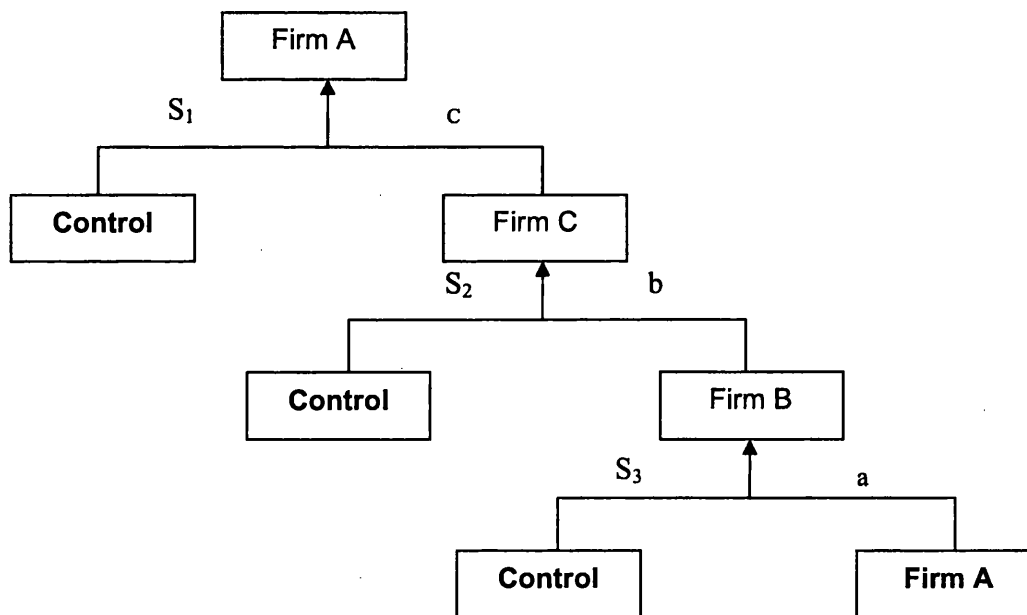 Firm A
S₁ c
Control Firm C
S₂ b
Control Firm B
S₃ a
Control Firm A